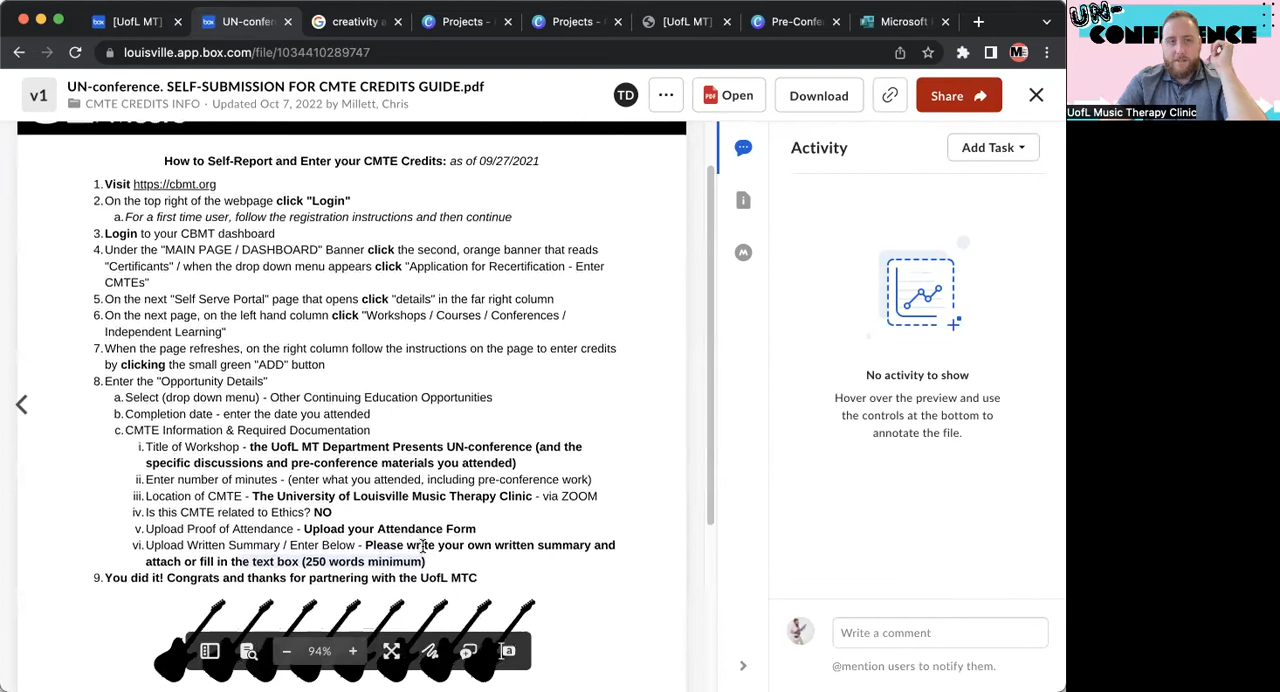 [UofL MT]
UN-confer
creativity a
Projects -
Projects -
[UofL MT]
Pre-Confe
Microsoft
louisville.app.box.com/file/1034410289747
v1
UN-conference. SELF-SUBMISSION FOR CMTE CREDITS GUIDE.pdf
CMTE CREDITS INFO · Updated Oct 7, 2022 by Millett, Chris
TD
Open
Download
Share
UN-
CONFERENCE
UofL Music Therapy Clinic
How to Self-Report and Enter your CMTE Credits: as of 09/27/2021
1. Visit https://cbmt.org
2. On the top right of the webpage click "Login"
a. For a first time user, follow the registration instructions and then continue
3. Login to your CBMT dashboard
4. Under the "MAIN PAGE / DASHBOARD" Banner click the second, orange banner that reads
"Certificants" / when the drop down menu appears click "Application for Recertification - Enter
CMTEs"
5. On the next "Self Serve Portal" page that opens click "details" in the far right column
6. On the next page, on the left hand column click "Workshops / Courses / Conferences /
Independent Learning"
7. When the page refreshes, on the right column follow the instructions on the page to enter credits
by clicking the small green "ADD" button
8. Enter the "Opportunity Details"
a. Select (drop down menu) - Other Continuing Education Opportunities
b. Completion date - enter the date you attended
c. CMTE Information & Required Documentation
i. Title of Workshop - the UofL MT Department Presents UN-conference (and the
specific discussions and pre-conference materials you attended)
ii. Enter number of minutes - (enter what you attended, including pre-conference work)
iii. Location of CMTE - The University of Louisville Music Therapy Clinic - via ZOOM
iv. Is this CMTE related to Ethics? NO
v. Upload Proof of Attendance - Upload your Attendance Form
vi. Upload Written Summary / Enter Below - Please write your own written summary and
attach or fill in the text box (250 words minimum)
9. You did it! Congrats and thanks for partnering with the UofL MTC
94%
Activity
Add Task
No activity to show
Hover over the preview and use
the controls at the bottom to
annotate the file.
Write a comment
@mention users to notify them.